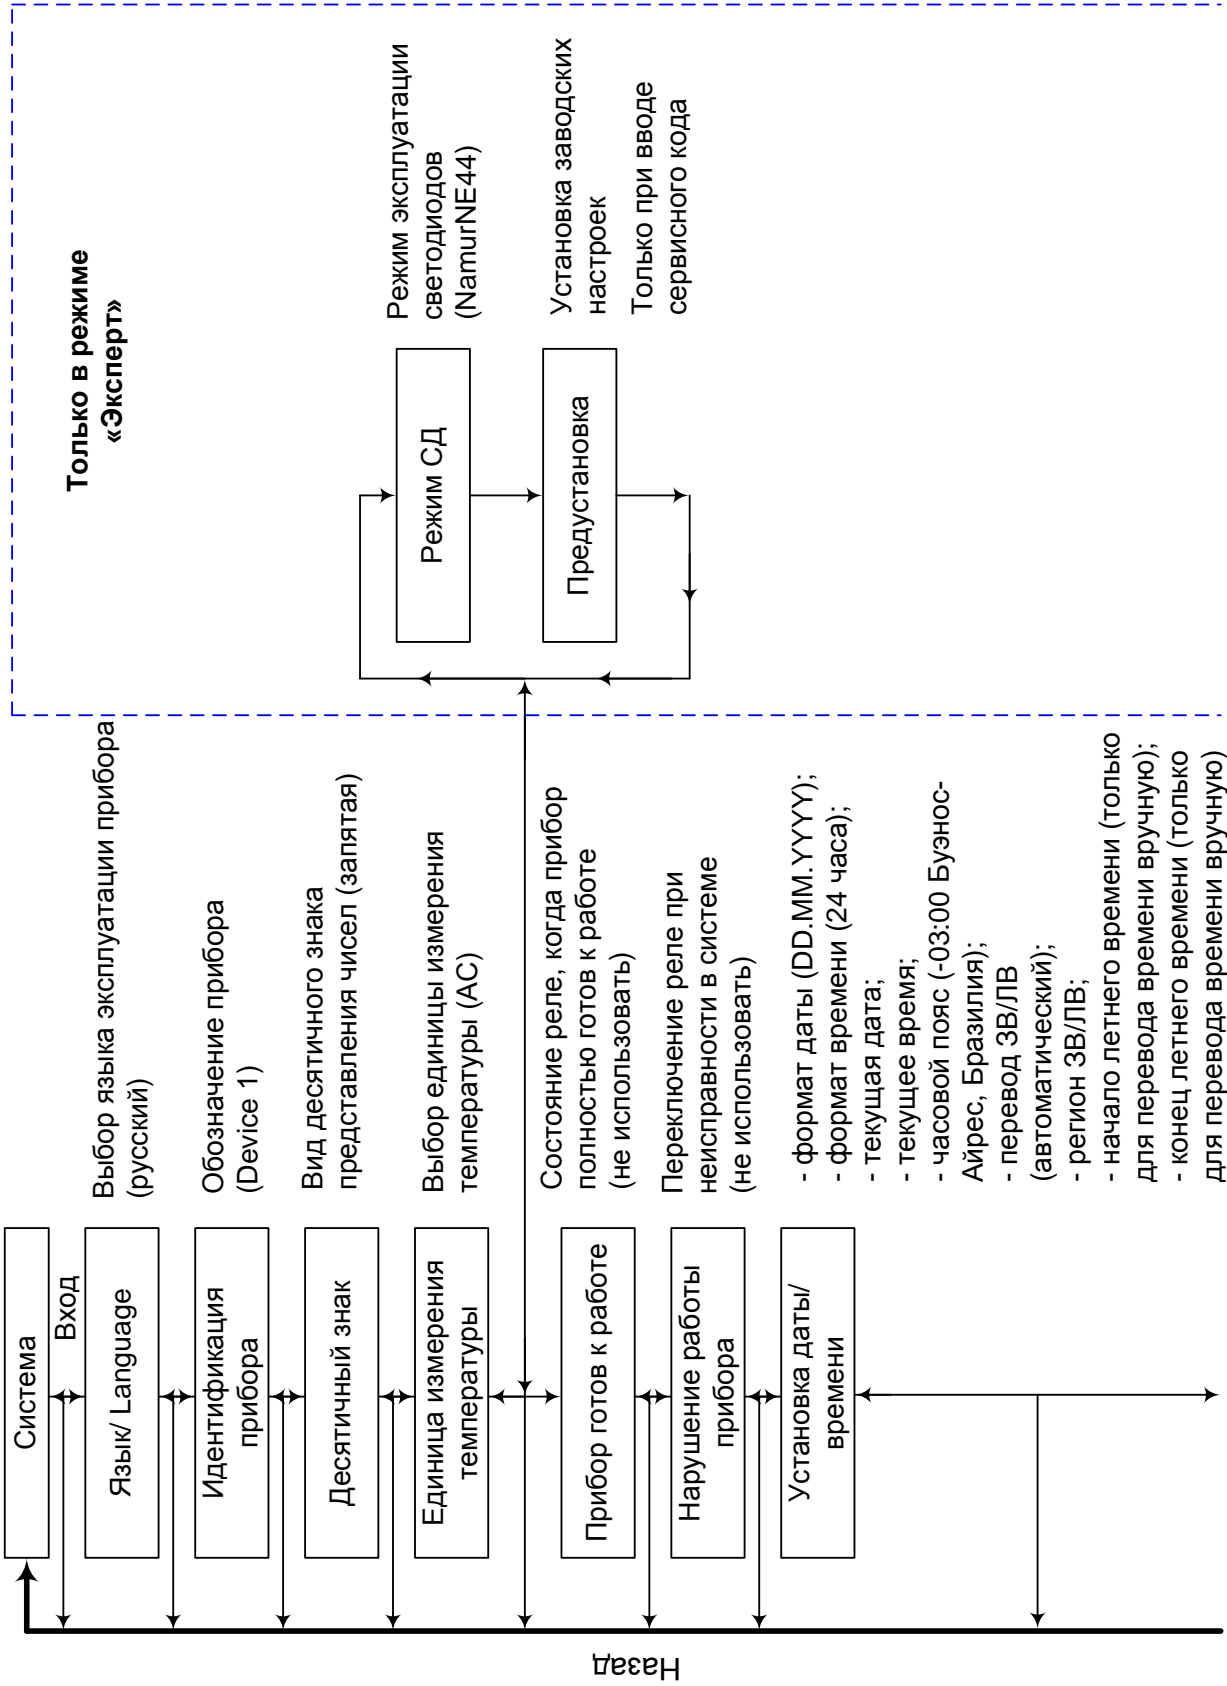 Только в режиме
«Эксперт»
Система
Вход
Язык/ Language
Выбор языка эксплуатации прибора
(русский)
Идентификация
прибора
Обозначение прибора
(Device 1)
Десятичный знак
Вид десятичного знака
представления чисел (запятая)
Единица измерения
температуры
Выбор единицы измерения
температуры (АС)
Режим СД
Режим эксплуатации
светодиодов
(NamurNE44)
Предустановка
Установка заводских
настроек
Только при вводе
сервисного кода
Прибор готов к работе
Состояние реле, когда прибор
полностью готов к работе
(не использовать)
Нарушение работы
прибора
Переключение реле при
неисправности в системе
(не использовать)
Установка даты/
времени
- формат даты (DD.MM.YYYY);
- формат времени (24 часа);
- текущая дата;
- текущее время;
- часовой пояс (-03:00 Буэнос-
Айрес, Бразилия);
- перевод ЗВ/ЛВ
(автоматический);
- регион ЗВ/ЛВ;
- начало летнего времени (только
для перевода времени вручную);
- конец летнего времени (только
для перевода времени вручную)
Назад